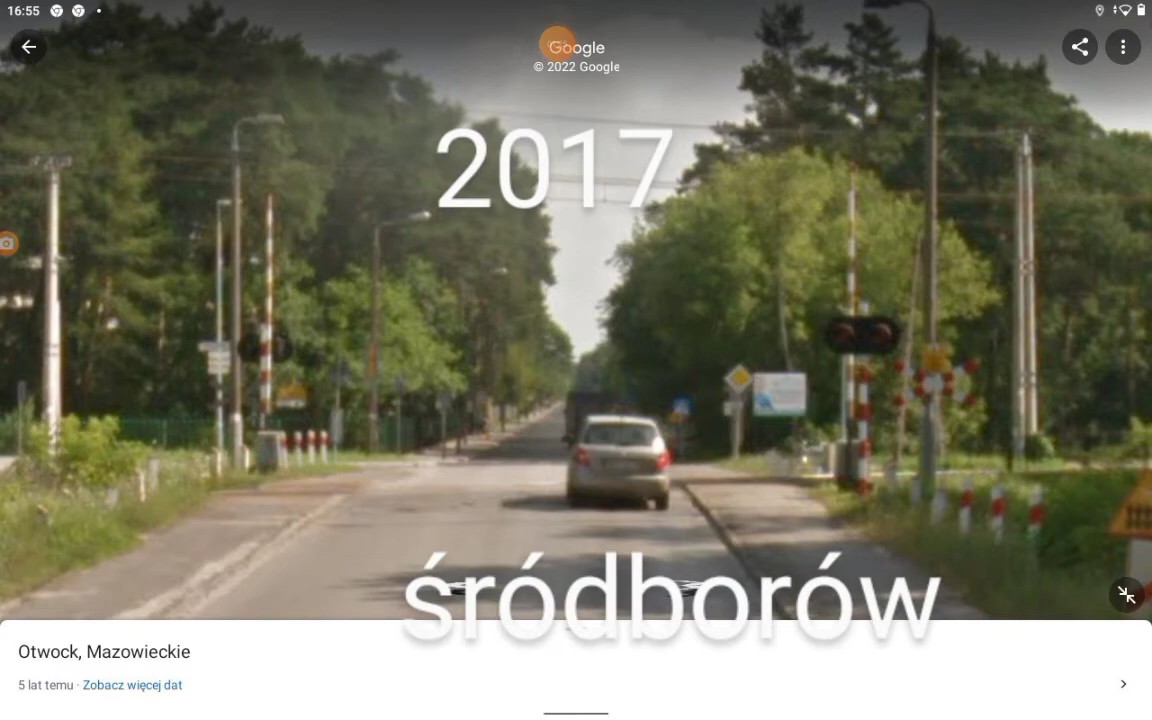 16:55
Google
© 2022 Google
2017
śródborów
Otwock, Mazowieckie
5 lat temu · Zobacz więcej dat